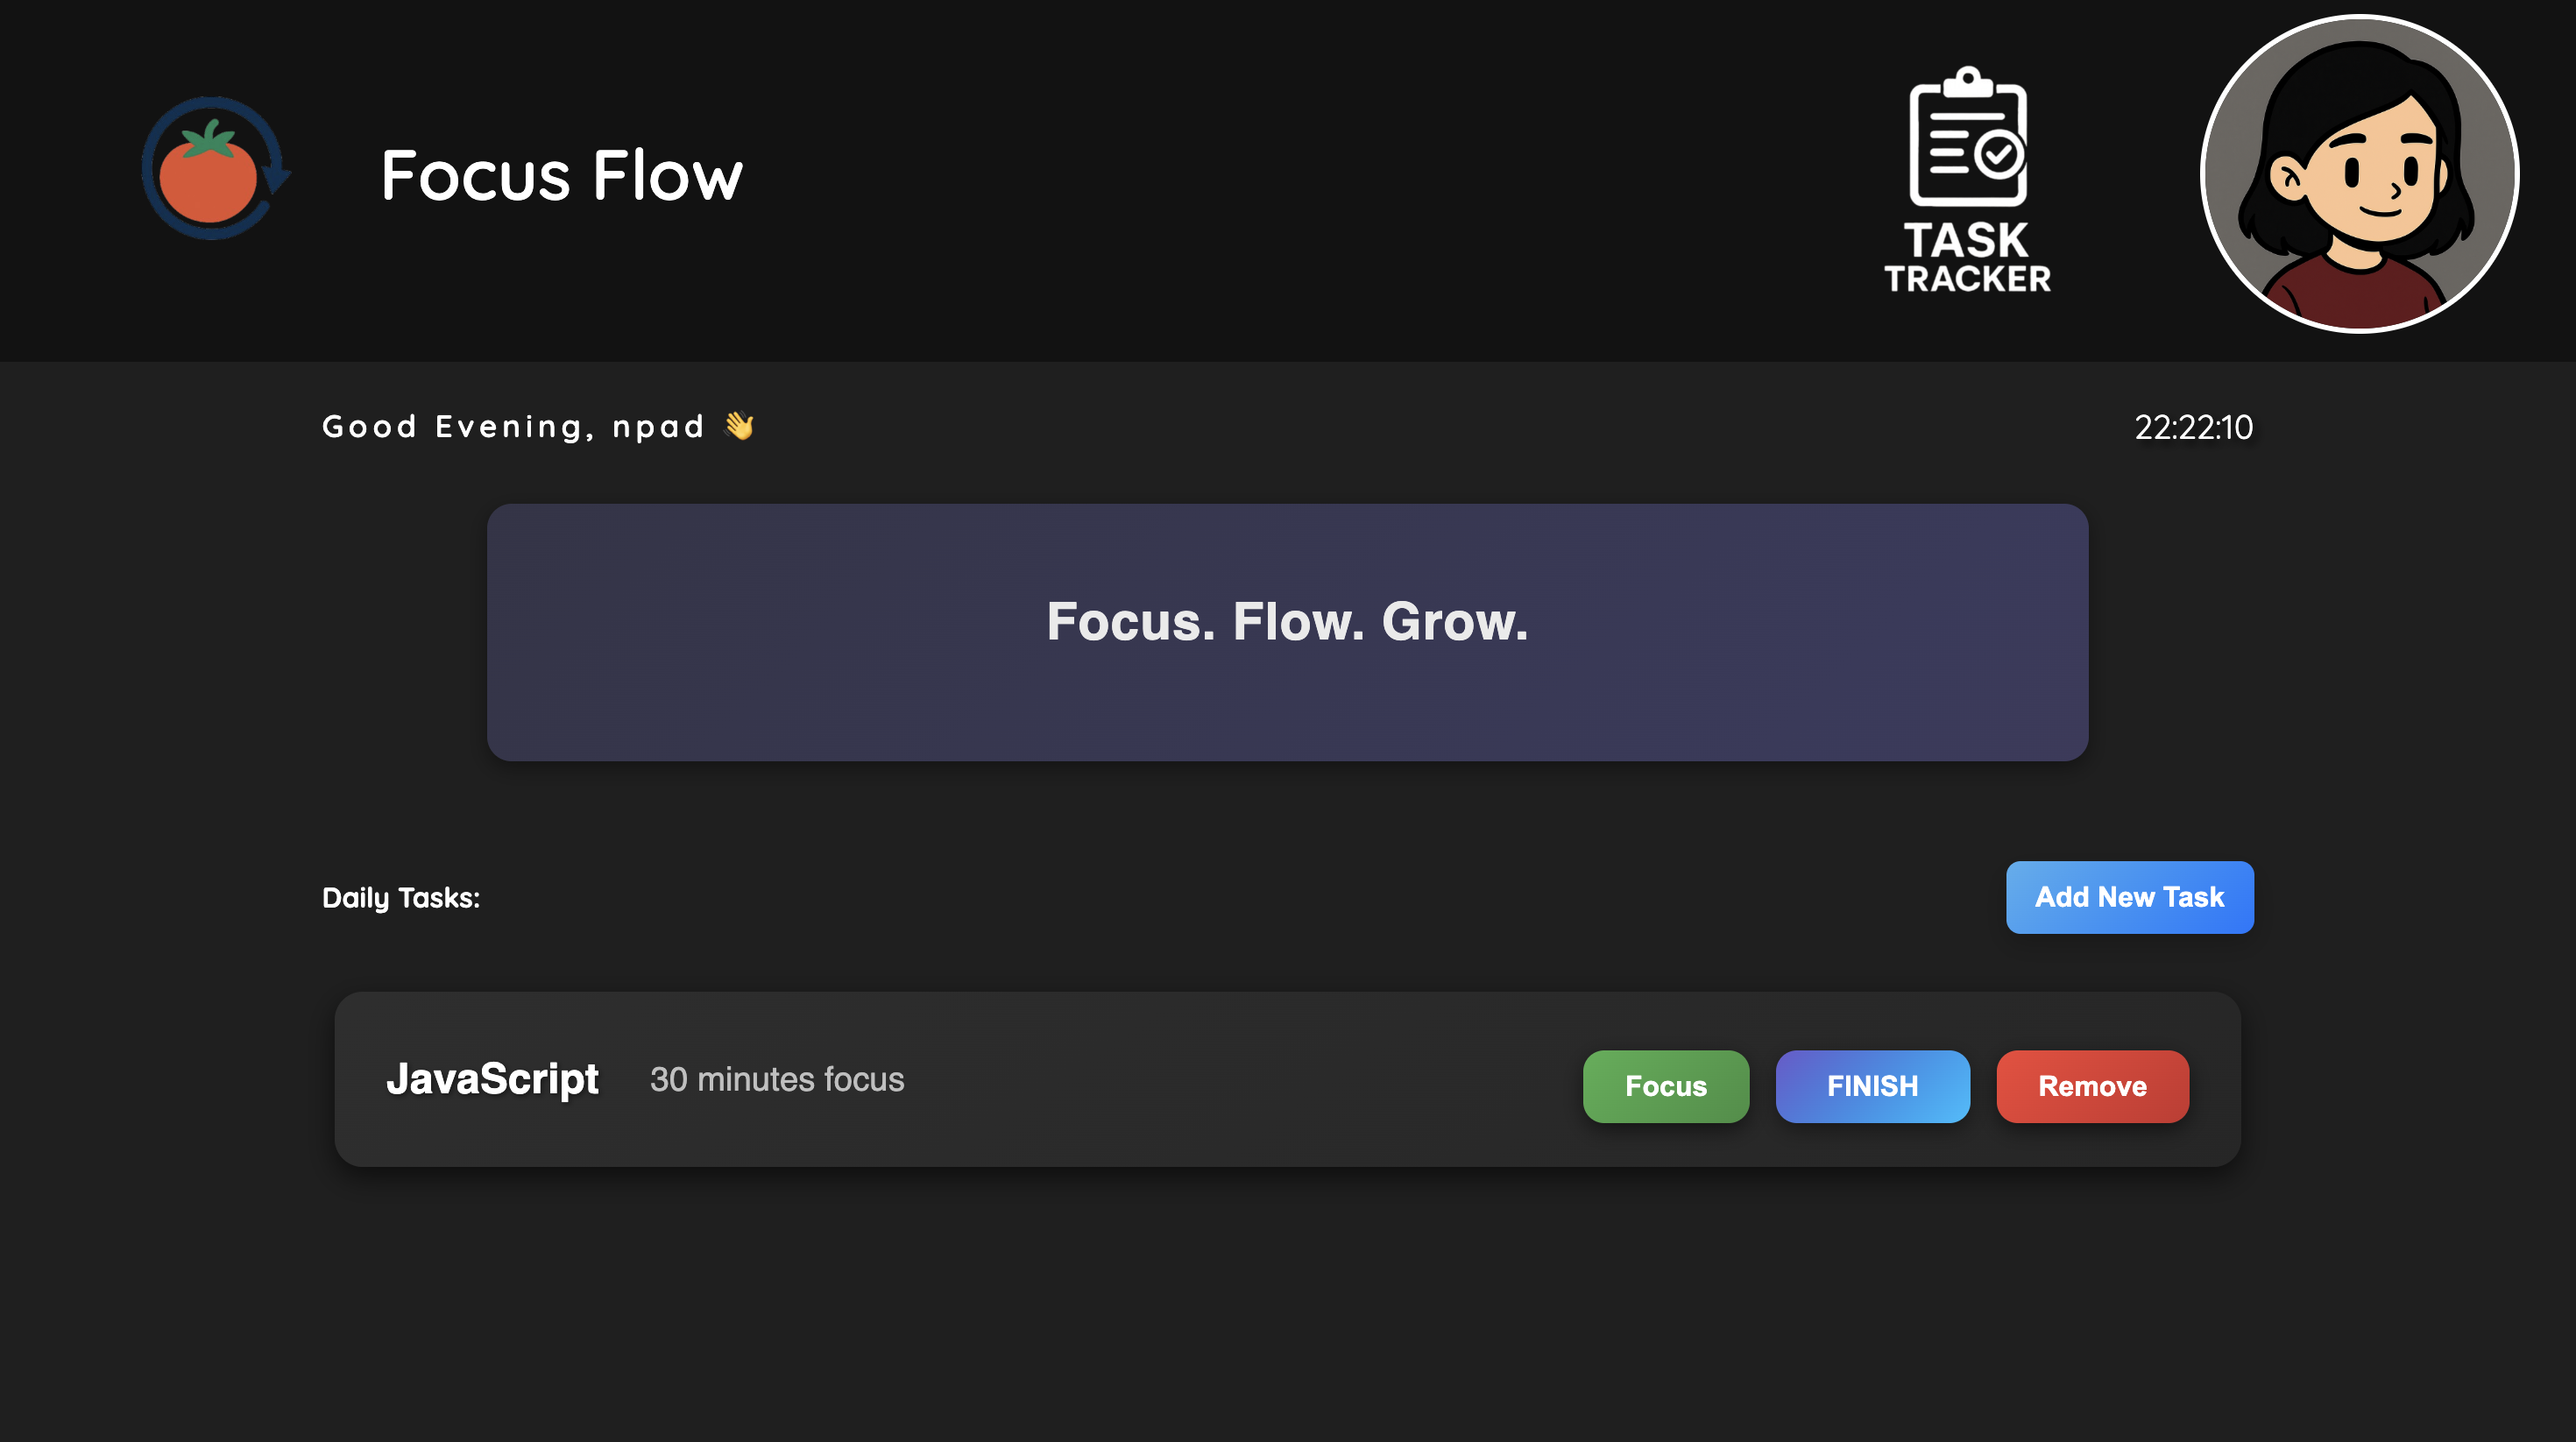 Focus Flow
TASK
TRACKER
Good Evening, npad 👋
22:22:10
Focus. Flow. Grow.
Daily Tasks:
Add New Task
JavaScript
30 minutes focus
Focus
FINISH
Remove